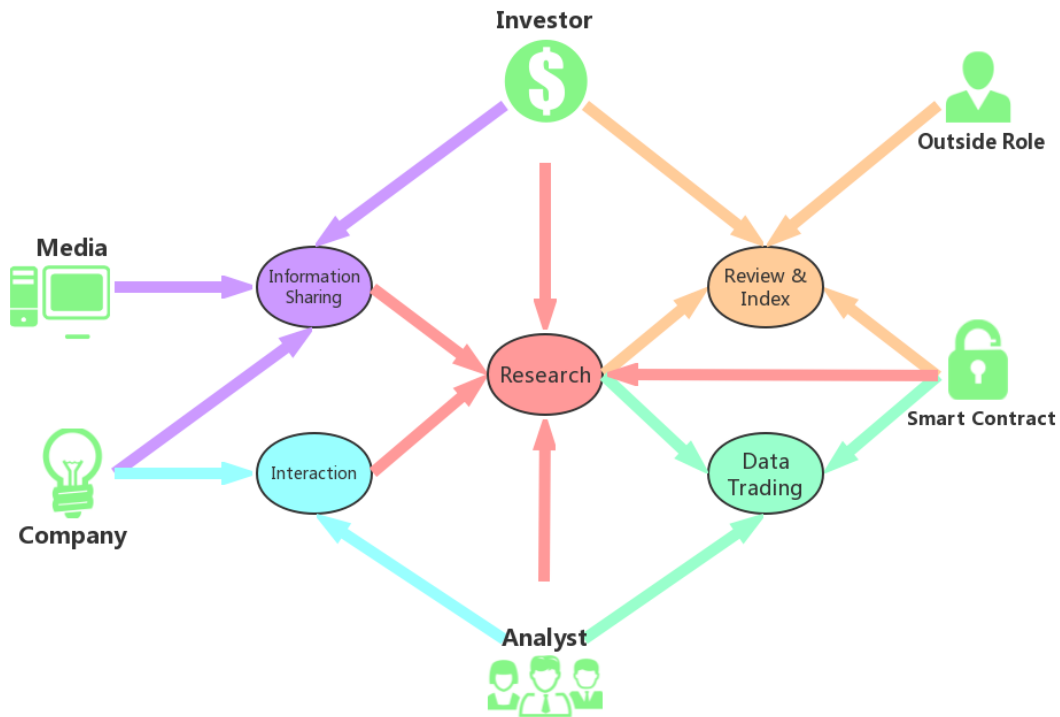 Investor
Outside Role
Media
Information
Sharing
Review &
Index
Research
Smart Contract
Company
Interaction
Data
Trading
Analyst